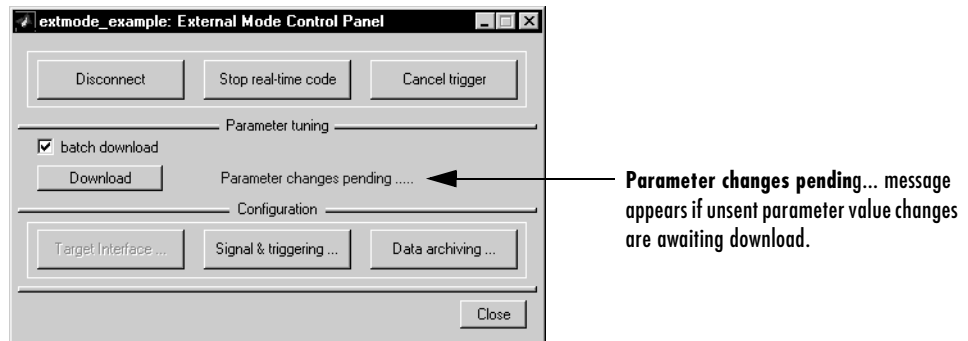 extmode_example: External Mode Control Panel
Disconnect
Stop real-time code
Cancel trigger
Parameter tuning
batch download
Download
Parameter changes pending .....
Configuration
Target Interface ...
Signal & triggering ...
Data archiving ...
Close
Parameter changes pending... message
appears if unsent parameter value changes
are awaiting download.